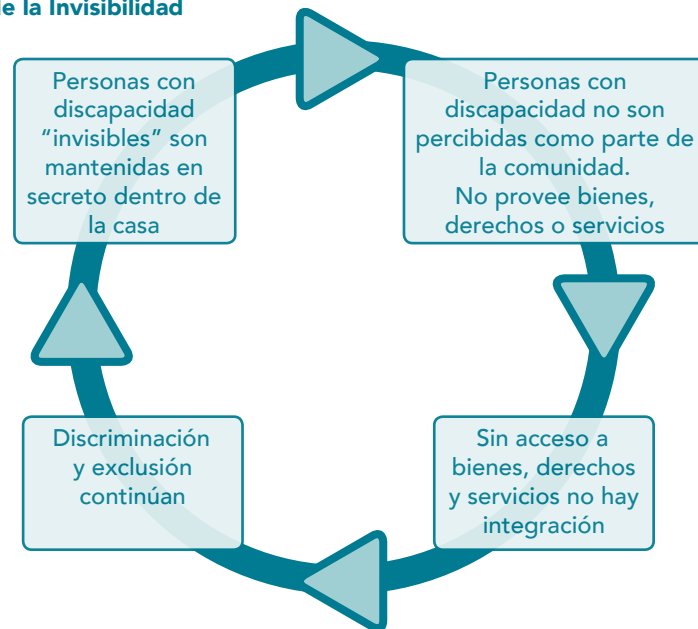 de la Invisibilidad
Personas con
discapacidad
“invisibles” son
mantenidas en
secreto dentro de
la casa
Personas con
discapacidad no son
percibidas como parte de
la comunidad.
No provee bienes,
derechos o servicios
Sin acceso a
bienes, derechos
y servicios no hay
integración
Discriminación
y exclusión
continúan